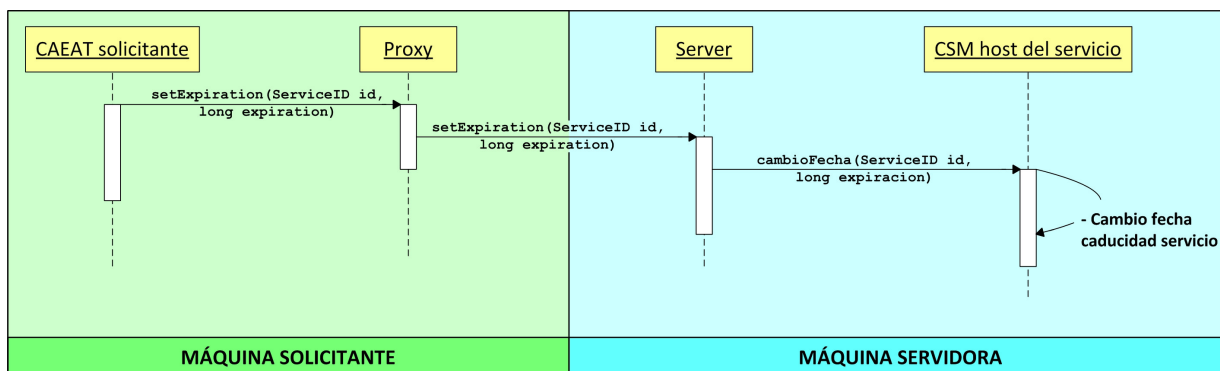 CAEAT solicitante
Proxy
Server
CSM host del servicio
setExpiration(ServiceID id,
long expiration)
setExpiration(ServiceID id,
long expiration)
cambioFecha(ServiceID id,
long expiracion)
- Cambio fecha
caducidad servicio
MÁQUINA SOLICITANTE
MÁQUINA SERVIDORA